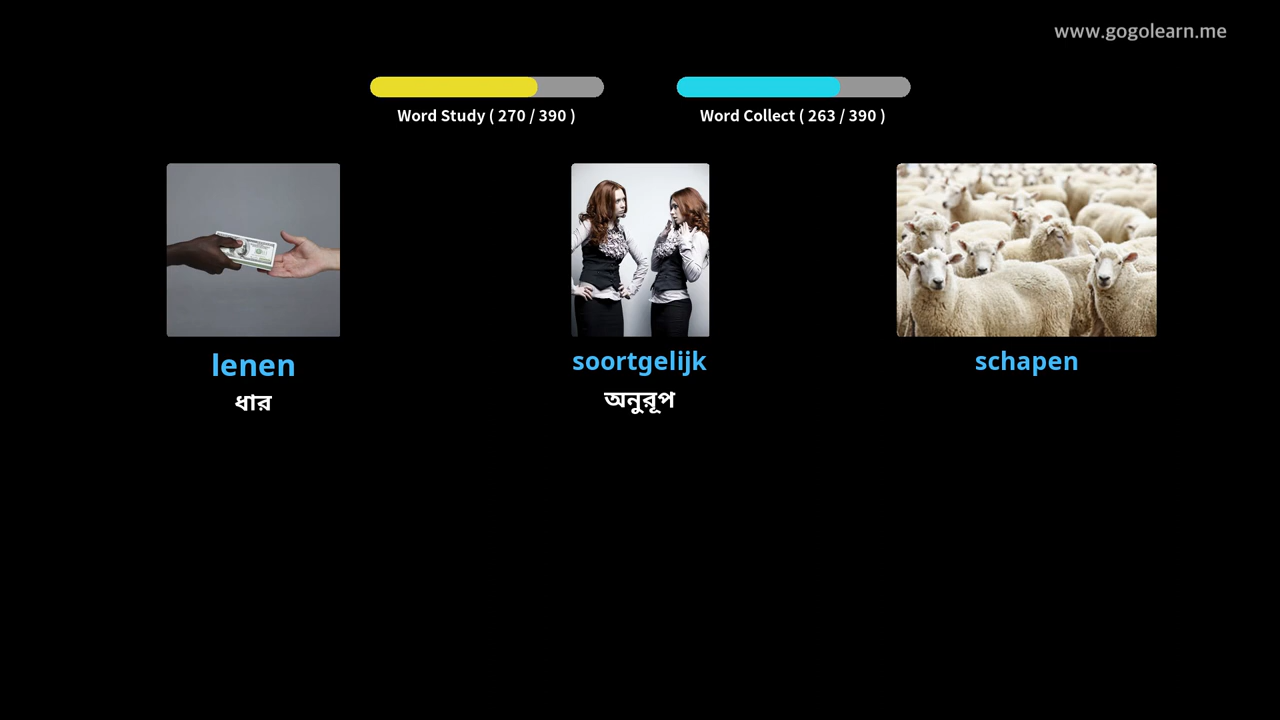 www.gogolearn.me
Word Study ( 270 / 390 )
Word Collect ( 263 / 390 )
lenen
soortgelijk
schapen
ধার
অনুরূপ